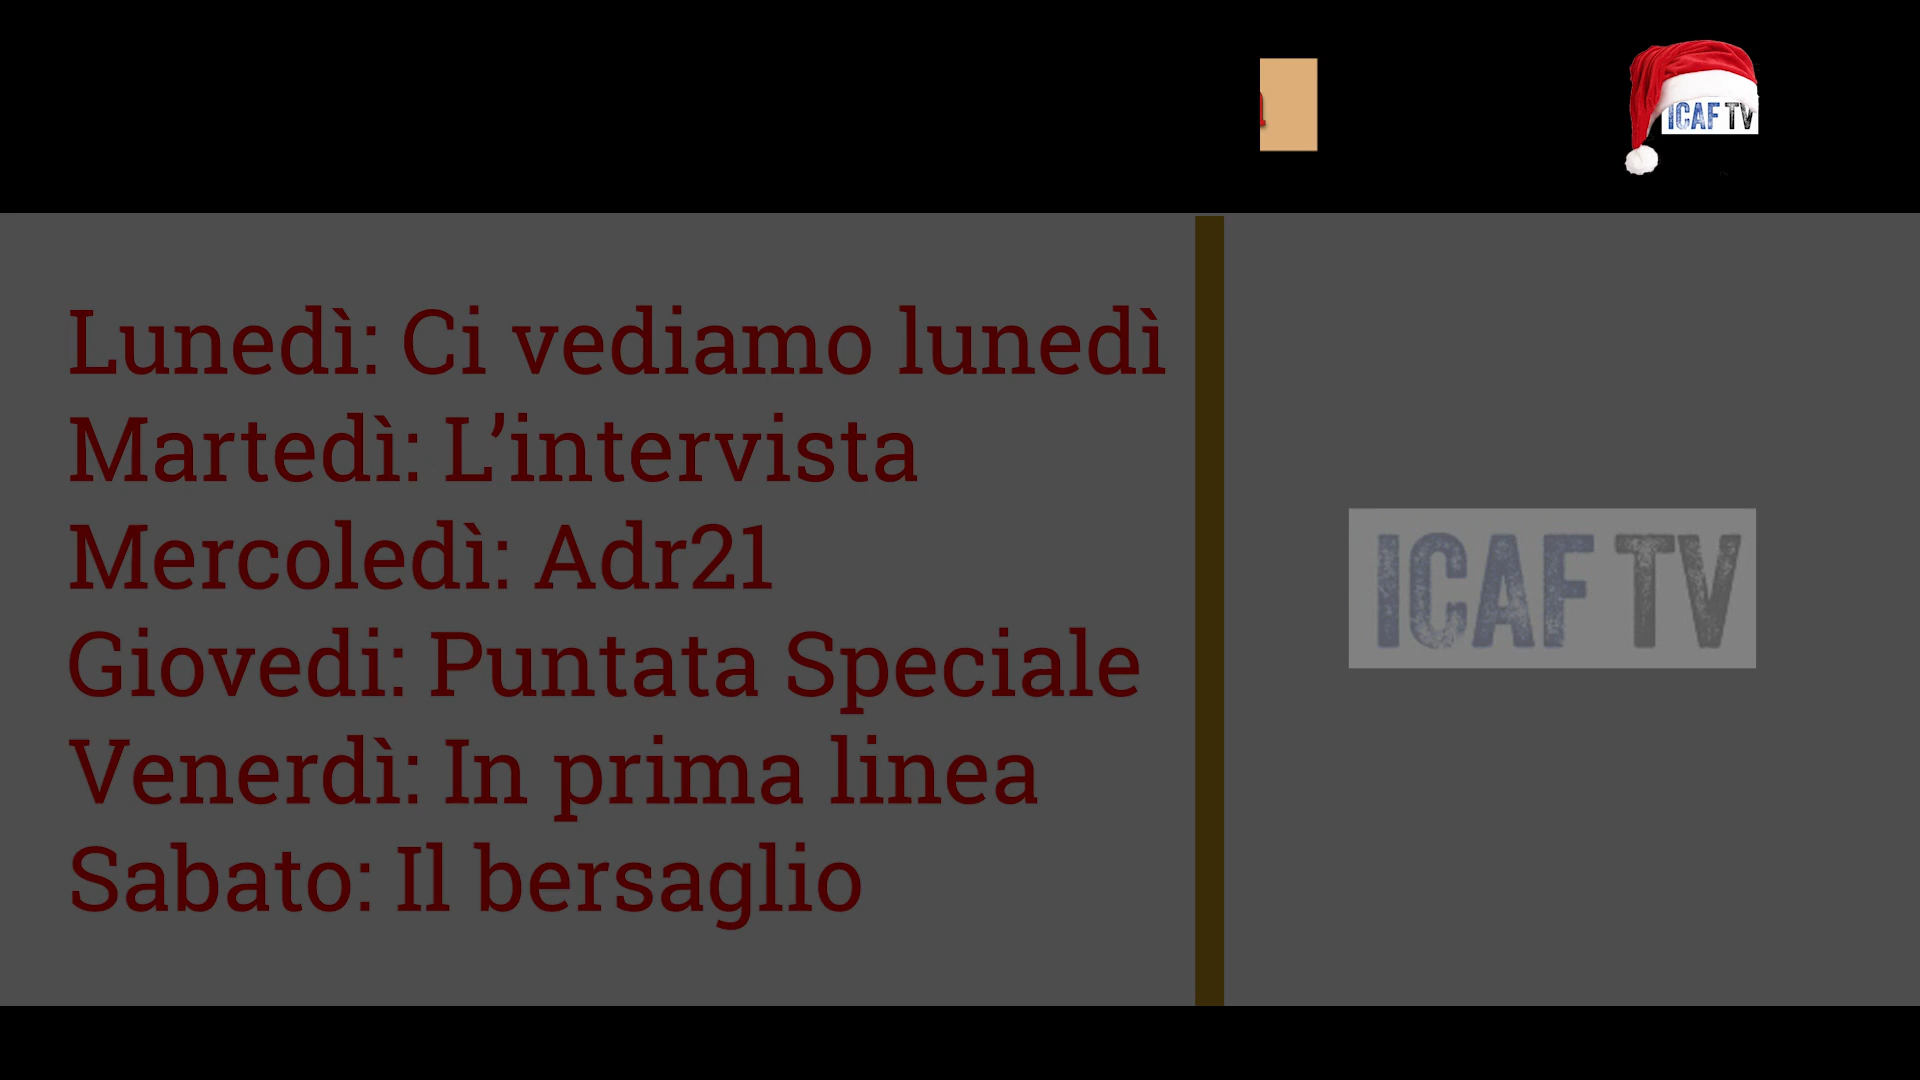 ICAF TV
Lunedì: Ci vediamo lunedì
Martedì: L’intervista
Mercoledì: Adr21
Giovedi: Puntata Speciale
Venerdì: In prima linea
Sabato: Il bersaglio
ICAF TV